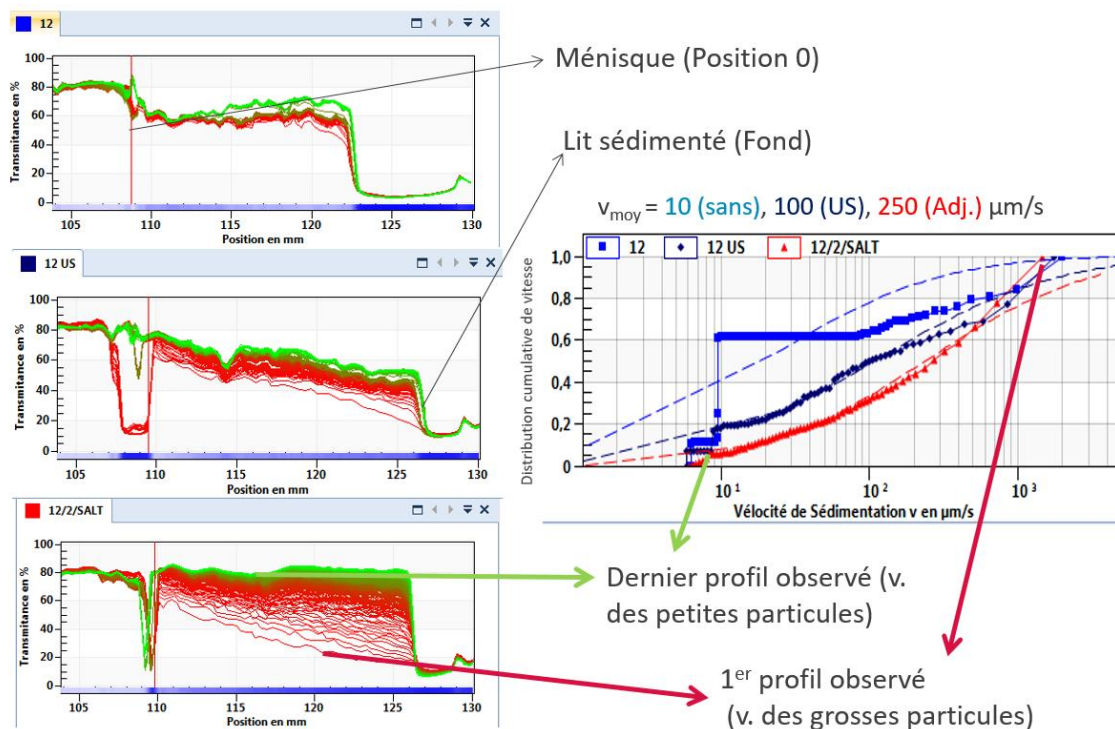 12
Transmitance en %
100
80
60
40
20
0
105
110
115
120
125
130
Position en mm
12 US
Transmitance en %
100
80
60
40
20
0
105
110
115
120
125
130
Position en mm
12/2/SALT
Transmitance en %
100
80
60
40
20
0
105
110
115
120
125
130
Position en mm
Ménisque (Position 0)
Lit sédimenté (Fond)
vmoy = 10 (sans), 100 (US), 250 (Adj.) µm/s
12
12 US
12/2/SALT
Distribution cumulative de vitesse
1,0
0,8
0,6
0,4
0,2
0
10¹
10²
10³
Vélocité de Sédimentation v en µm/s
Dernier profil observé (v.
des petites particules)
1er profil observé
(v. des grosses particules)